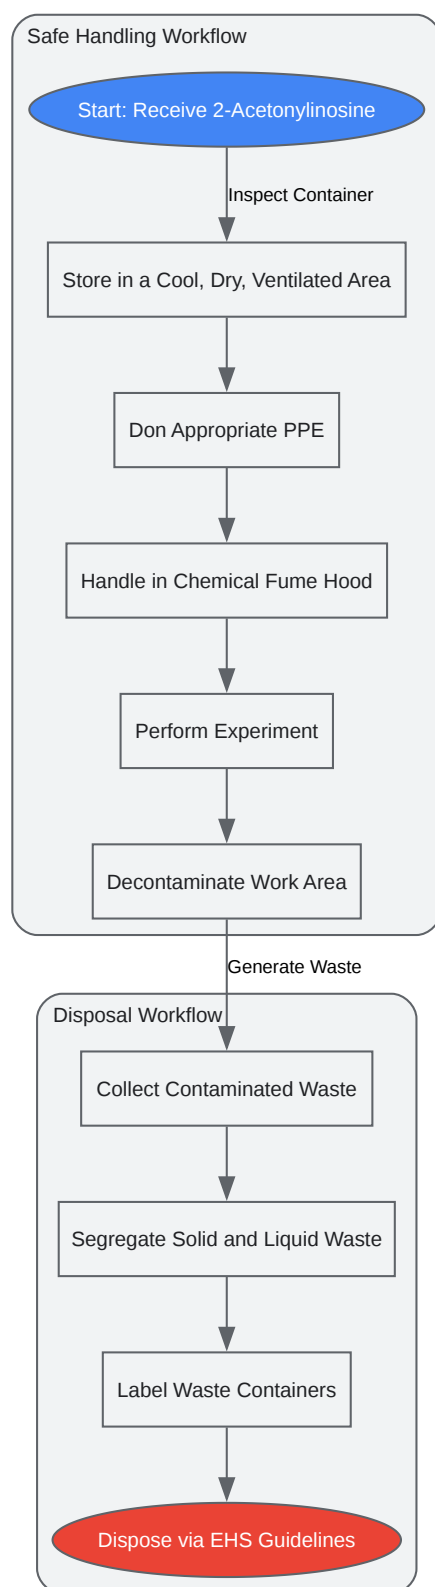 Safe Handling Workflow
Start: Receive 2-Acetonylinosine
Inspect Container
Store in a Cool, Dry, Ventilated Area
Don Appropriate PPE
Handle in Chemical Fume Hood
Perform Experiment
Decontaminate Work Area
Generate Waste
Disposal Workflow
Collect Contaminated Waste
Segregate Solid and Liquid Waste
Label Waste Containers
Dispose via EHS Guidelines